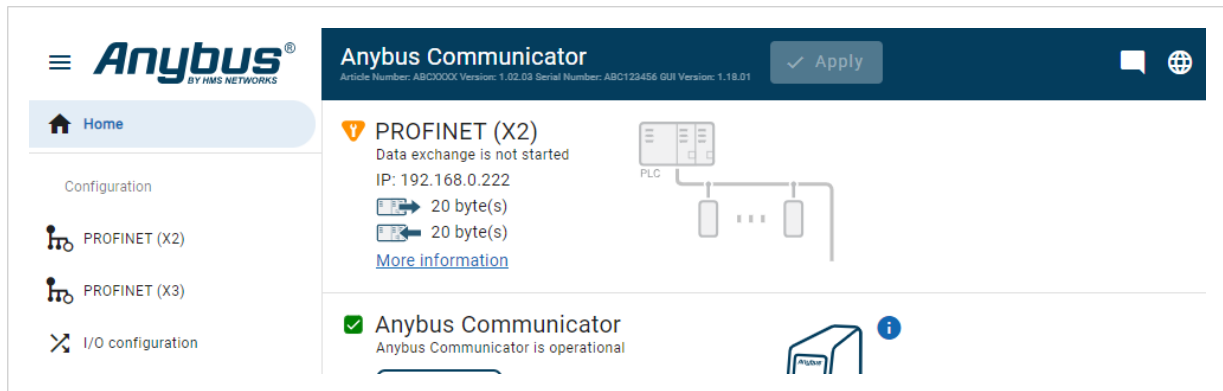 Anybus®
BY HMS NETWORKS
Home
Configuration
PROFINET (X2)
PROFINET (X3)
I/O configuration
Anybus Communicator
Article Number: ABCXXXX Version: 1.02.03 Serial Number: ABC123456 GUI Version: 1.18.01
Apply
PROFINET (X2)
Data exchange is not started
IP: 192.168.0.222
20 byte(s)
20 byte(s)
More information
PLC
Anybus Communicator
Anybus Communicator is operational
Anybus